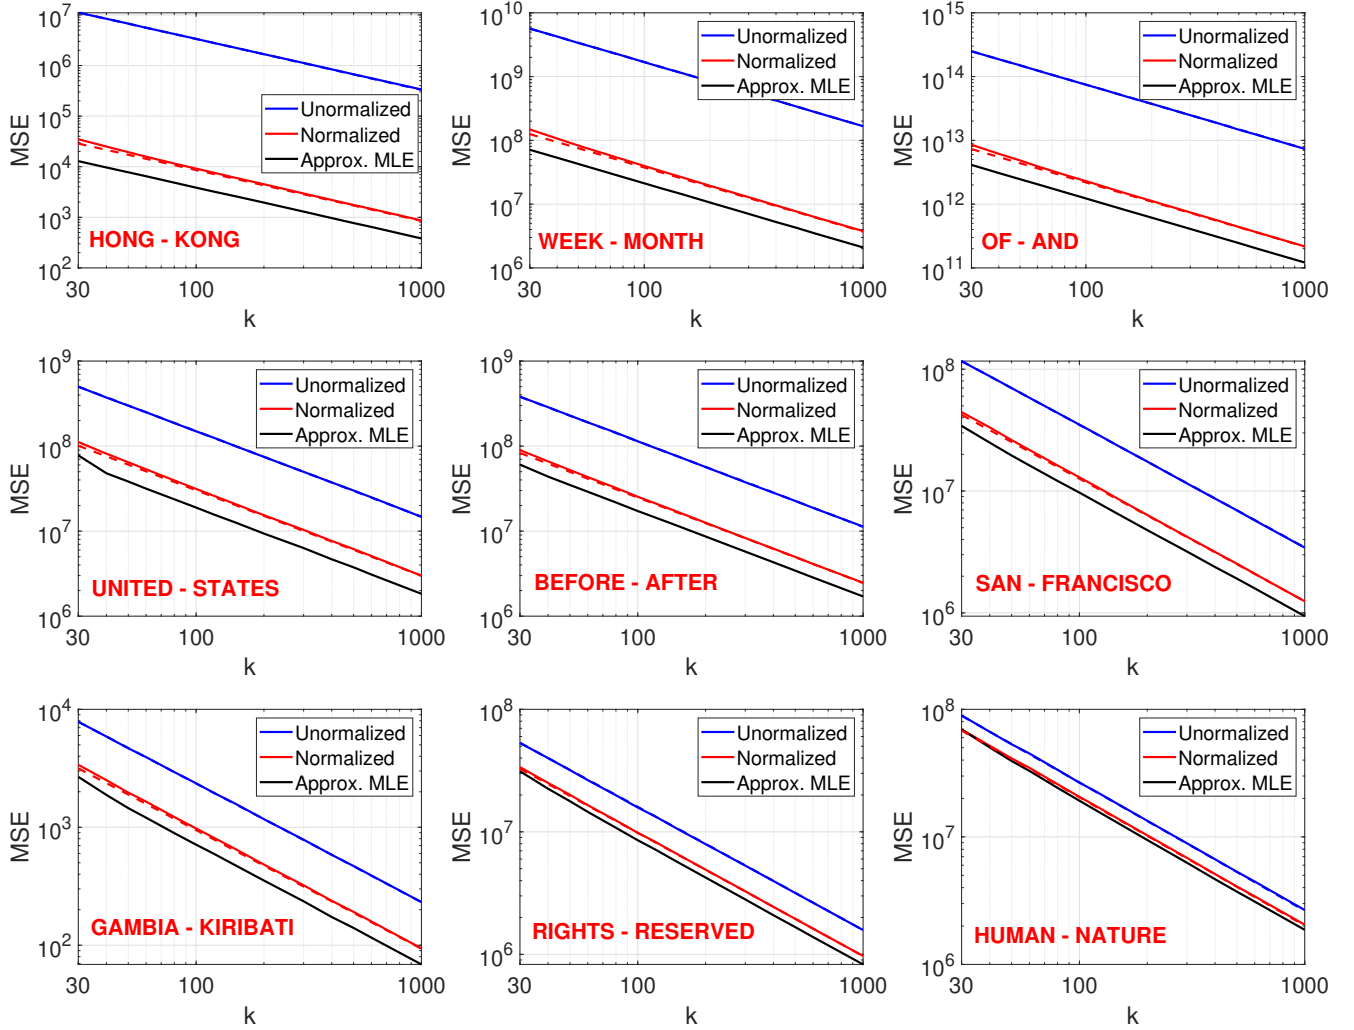 10^7
10^6
10^5
10^4
10^3
10^2
MSE
Unormalized
Normalized
Approx. MLE
HONG - KONG
30
100
1000
k
10^10
10^9
10^8
10^7
10^6
MSE
Unormalized
Normalized
Approx. MLE
WEEK - MONTH
30
100
1000
k
10^15
10^14
10^13
10^12
10^11
MSE
Unormalized
Normalized
Approx. MLE
OF - AND
30
100
1000
k
10^9
10^8
10^7
10^6
MSE
Unormalized
Normalized
Approx. MLE
UNITED - STATES
30
100
1000
k
10^9
10^8
10^7
10^6
MSE
Unormalized
Normalized
Approx. MLE
BEFORE - AFTER
30
100
1000
k
10^8
10^7
10^6
MSE
Unormalized
Normalized
Approx. MLE
SAN - FRANCISCO
30
100
1000
k
10^4
10^3
10^2
MSE
Unormalized
Normalized
Approx. MLE
GAMBIA - KIRIBATI
30
100
1000
k
10^8
10^7
10^6
MSE
Unormalized
Normalized
Approx. MLE
RIGHTS - RESERVED
30
100
1000
k
10^8
10^7
10^6
MSE
Unormalized
Normalized
Approx. MLE
HUMAN - NATURE
30
100
1000
k